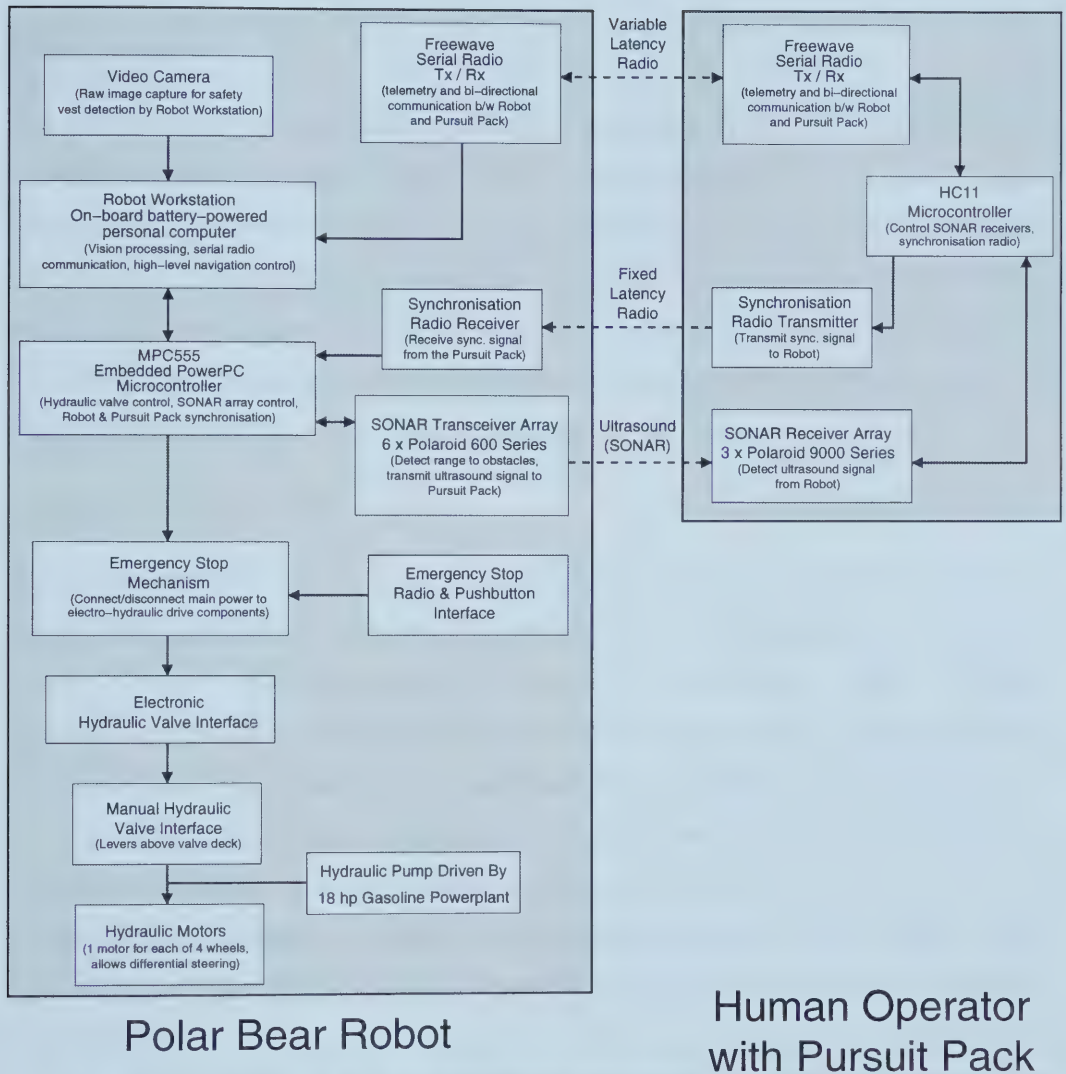 Video Camera
(Raw image capture for safety
vest detection by Robot Workstation)
Freewave
Serial Radio
Tx / Rx
(telemetry and bi-directional
communication b/w Robot
and Pursuit Pack)
Variable
Latency
Radio
Freewave
Serial Radio
Tx / Rx
(telemetry and bi-directional
communication b/w Robot
and Pursuit Pack)
Robot Workstation
On-board battery-powered
personal computer
(Vision processing, serial radio
communication, high-level navigation control)
HC11
Microcontroller
(Control SONAR receivers,
synchronisation radio)
Synchronisation
Radio Receiver
(Receive sync. signal
from the Pursuit Pack)
Fixed
Latency
Radio
Synchronisation
Radio Transmitter
(Transmit sync. signal
to Robot)
MPC555
Embedded PowerPC
Microcontroller
(Hydraulic valve control, SONAR array control,
Robot & Pursuit Pack synchronisation)
SONAR Transceiver Array
6 x Polaroid 600 Series
(Detect range to obstacles,
transmit ultrasound signal to
Pursuit Pack)
Ultrasound
(SONAR)
SONAR Receiver Array
3 x Polaroid 9000 Series
(Detect ultrasound signal
from Robot)
Emergency Stop
Mechanism
(Connect/disconnect main power to
electro-hydraulic drive components)
Emergency Stop
Radio & Pushbutton
Interface
Electronic
Hydraulic Valve Interface
Manual Hydraulic
Valve Interface
(Levers above valve deck)
Hydraulic Pump Driven By
18 hp Gasoline Powerplant
Hydraulic Motors
(1 motor for each of 4 wheels,
allows differential steering)
Polar Bear Robot
Human Operator
with Pursuit Pack